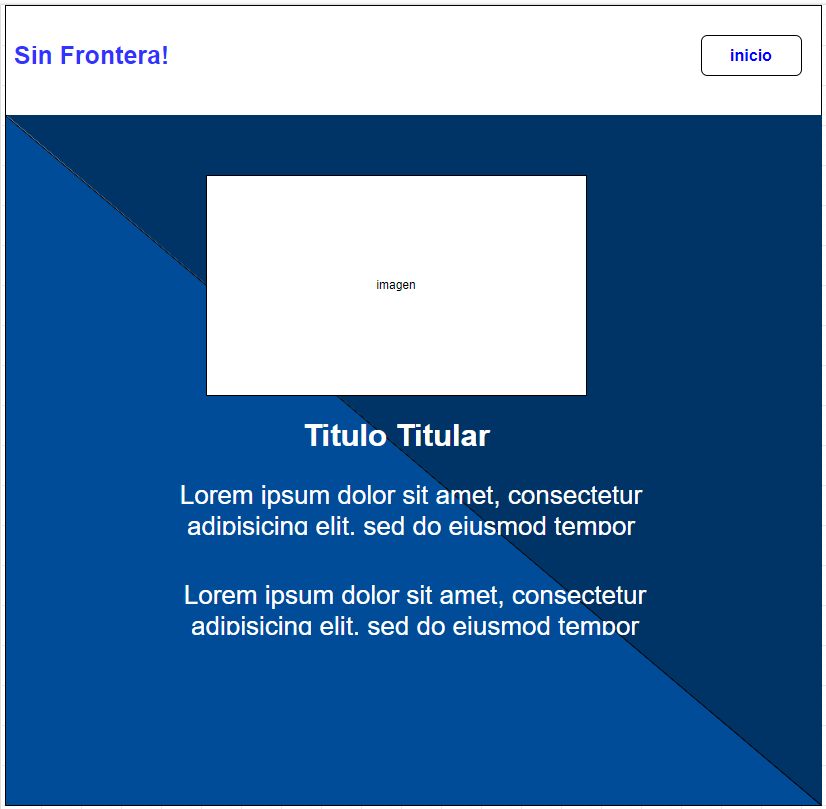 Sin Frontera!
inicio
imagen
Titulo Titular
Lorem ipsum dolor sit amet, consectetur
adipisicing elit, sed do eiusmod tempor
Lorem ipsum dolor sit amet, consectetur
adipisicing elit, sed do eiusmod tempor